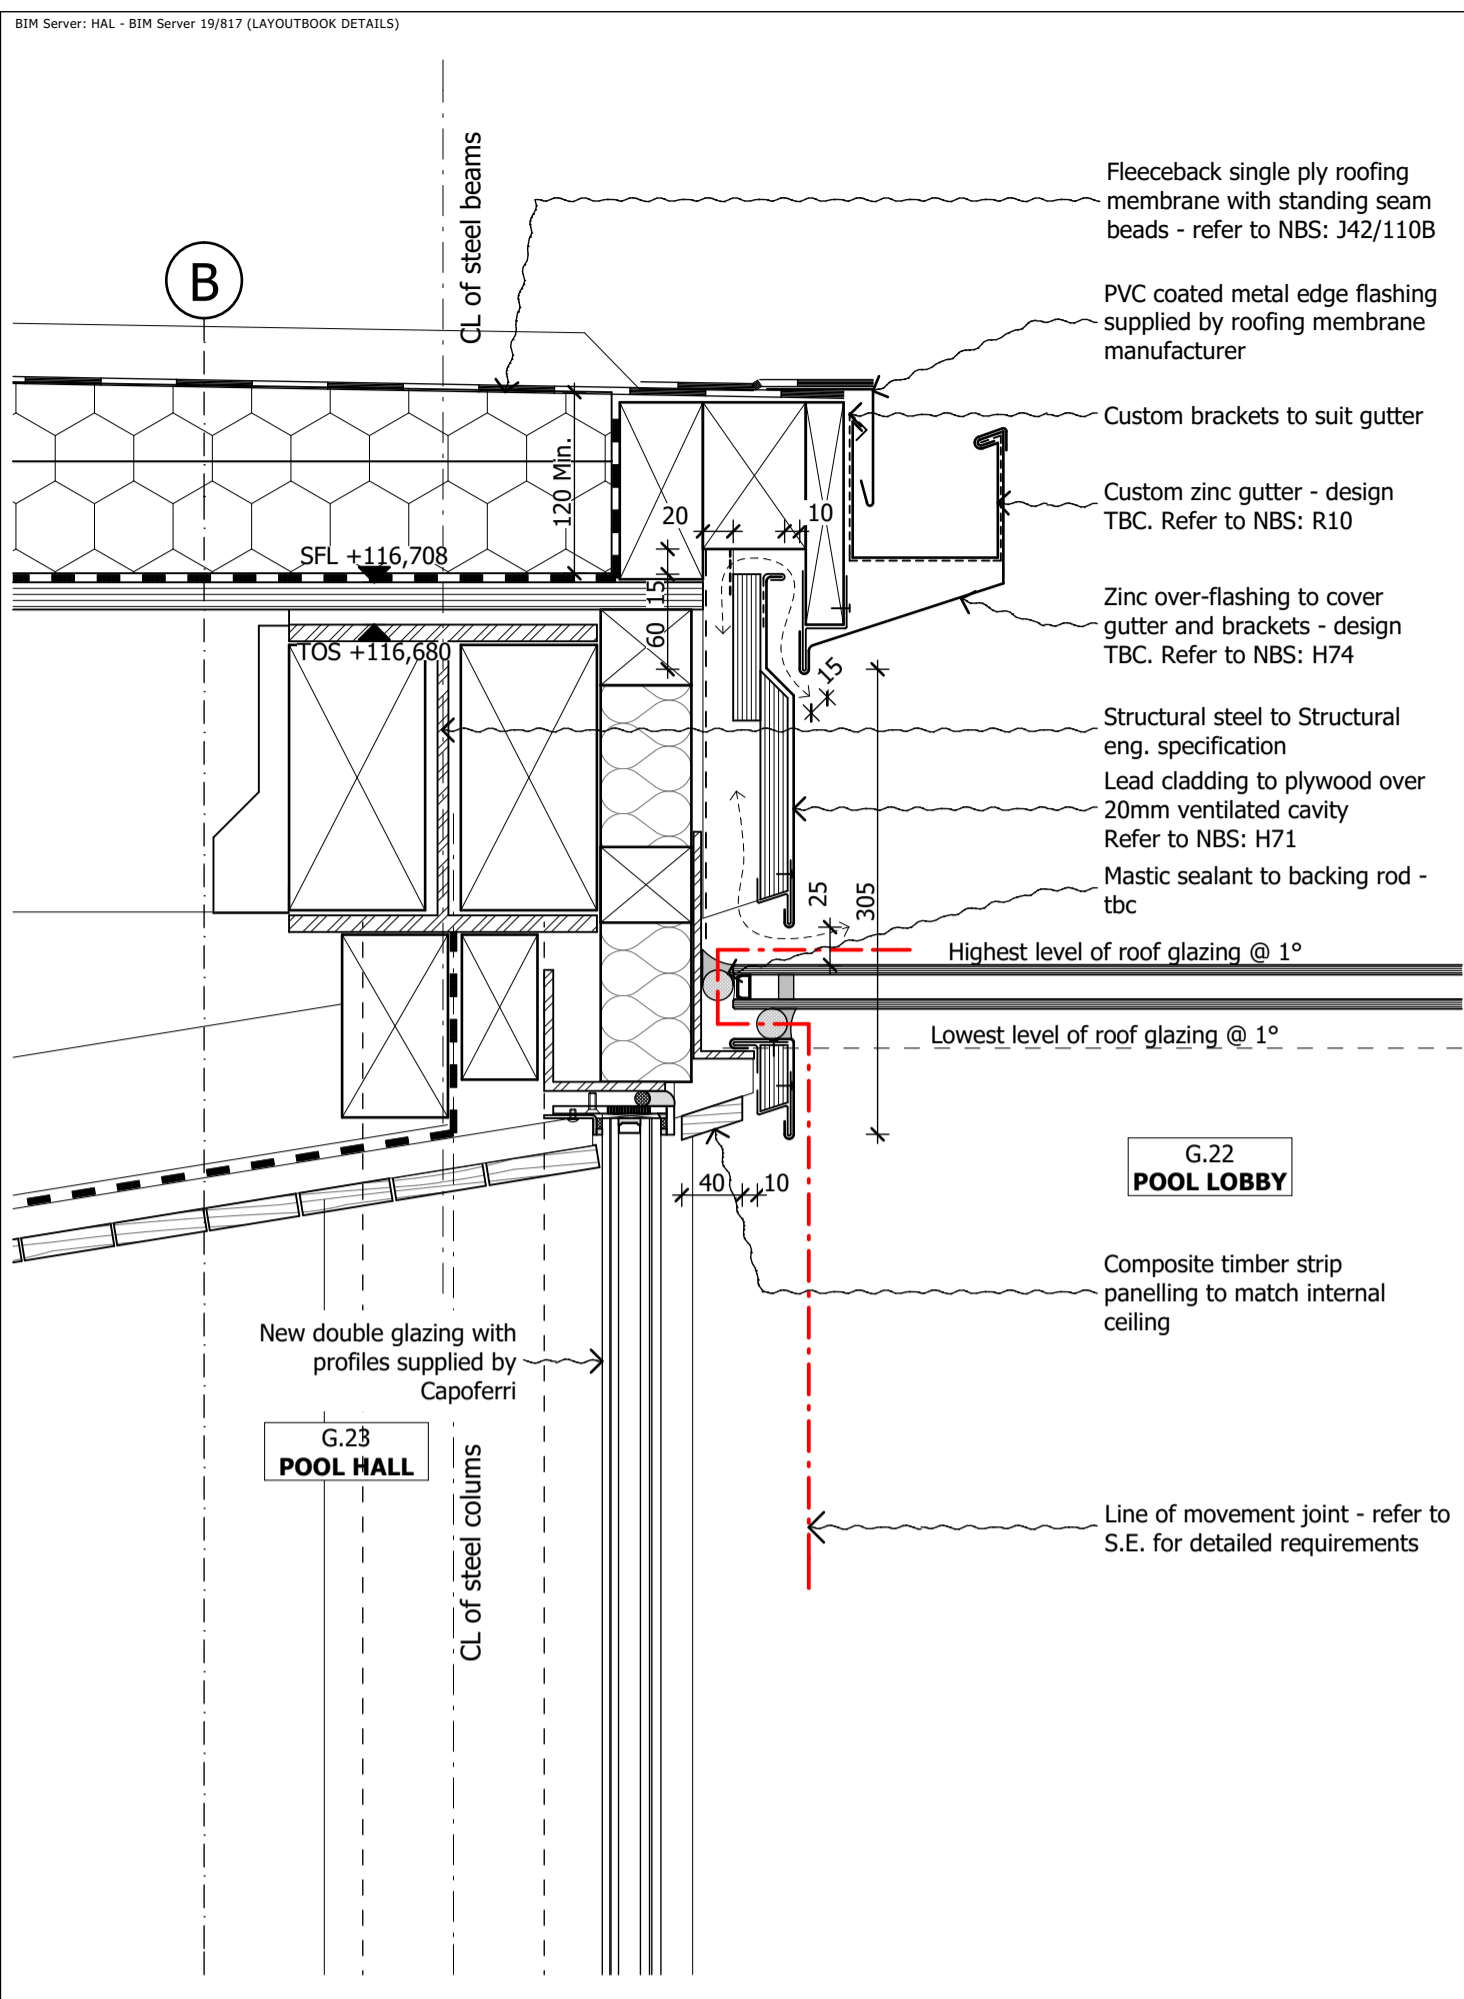 BIM Server: HAL - BIM Server 19/817 (LAYOUTBOOK DETAILS)
CL of steel beams
B
Fleeceback single ply roofing
membrane with standing seam
beads - refer to NBS: J42/110B
PVC coated metal edge flashing
supplied by roofing membrane
manufacturer
Custom brackets to suit gutter
Custom zinc gutter - design
TBC. Refer to NBS: R10
Zinc over-flashing to cover
gutter and brackets - design
TBC. Refer to NBS: H74
Structural steel to Structural
eng. specification
Lead cladding to plywood over
20mm ventilated cavity
Refer to NBS: H71
Mastic sealant to backing rod -
tbc
120 Min.
20
10
SFL +116,708
15
60
TOS +116,680
15
25
305
Highest level of roof glazing @ 1°
Lowest level of roof glazing @ 1°
G.22
POOL LOBBY
40
10
Composite timber strip
panelling to match internal
ceiling
New double glazing with
profiles supplied by
Capoferri
G.23
POOL HALL
CL of steel colums
Line of movement joint - refer to
S.E. for detailed requirements